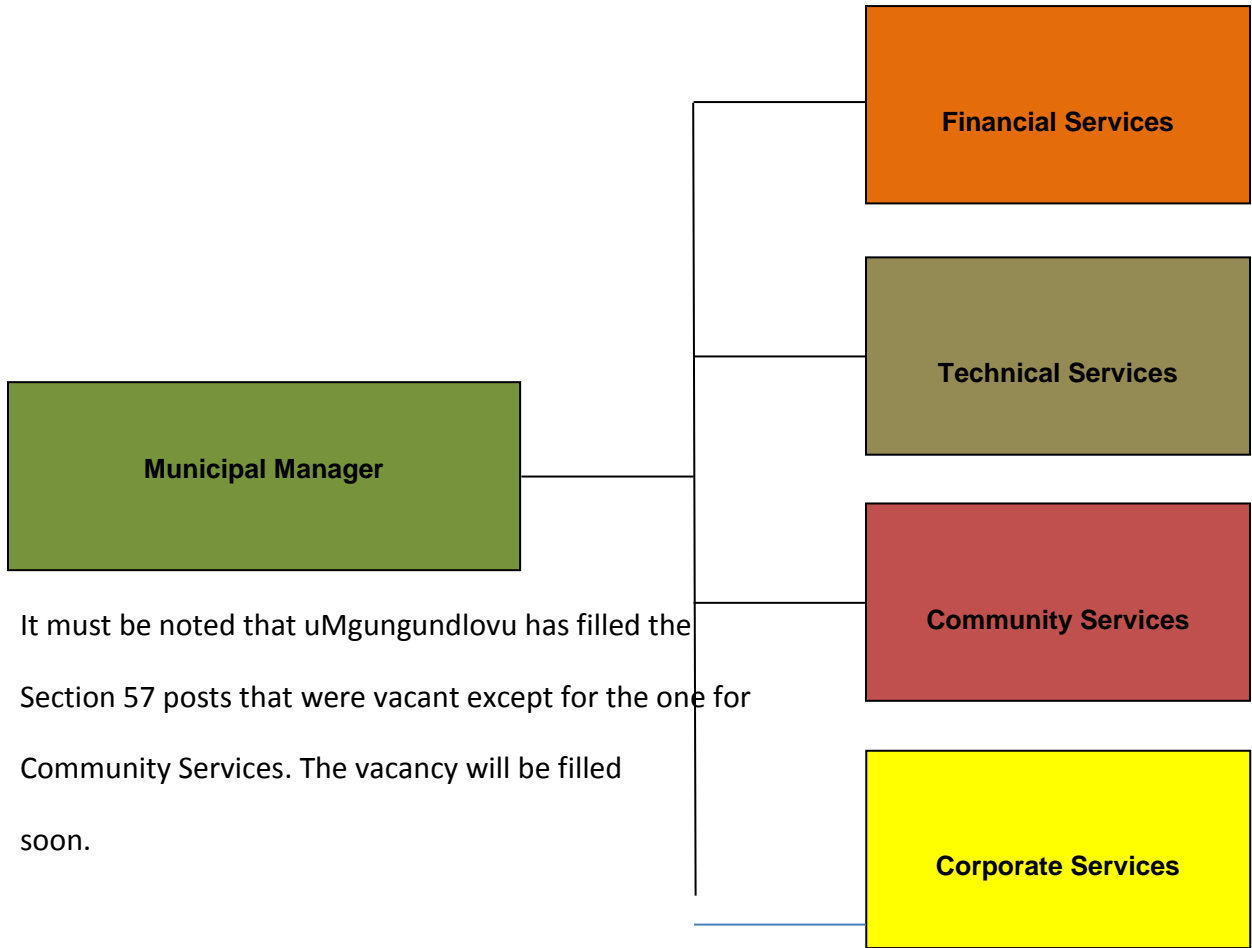 Financial Services
Technical Services
Municipal Manager
Community Services
It must be noted that uMgungundlovu has filled the
Section 57 posts that were vacant except for the one for
Community Services. The vacancy will be filled
soon.
Corporate Services